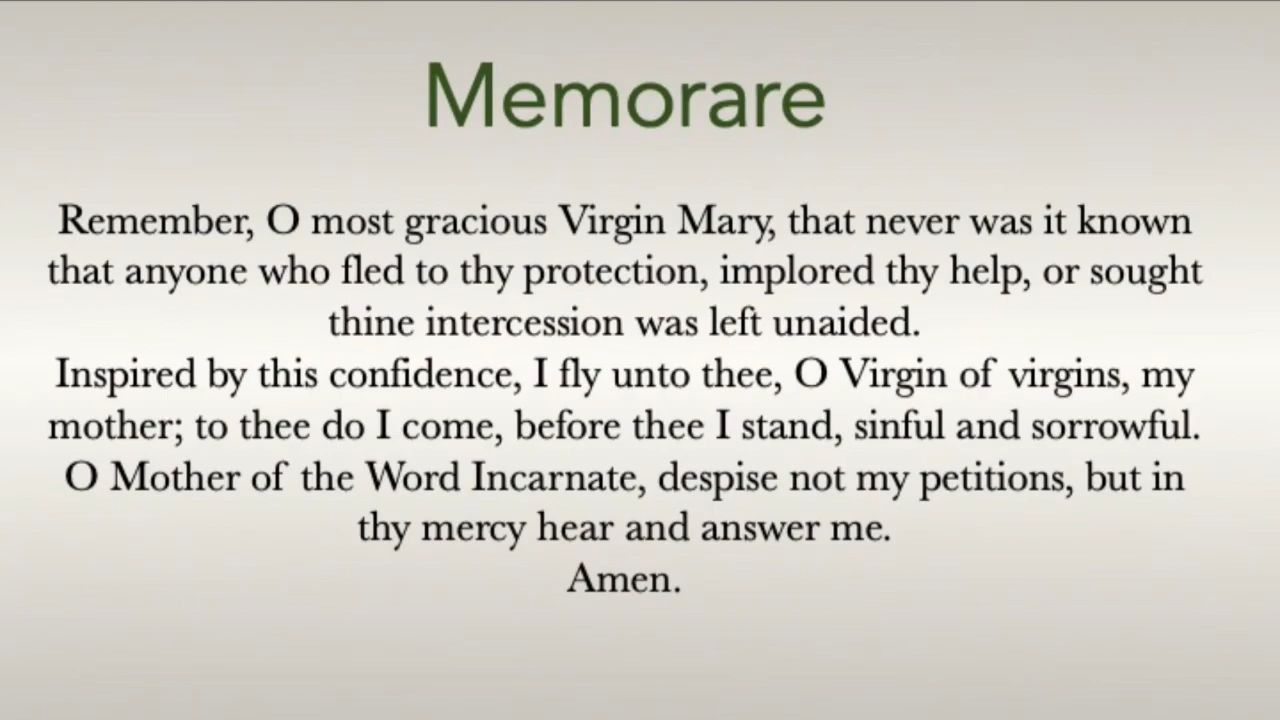 Memorare
Remember, O most gracious Virgin Mary, that never was it known
that anyone who fled to thy protection, implored thy help, or sought
thine intercession was left unaided.
Inspired by this confidence, I fly unto thee, O Virgin of virgins, my
mother; to thee do I come, before thee I stand, sinful and sorrowful.
O Mother of the Word Incarnate, despise not my petitions, but in
thy mercy hear and answer me.
Amen.